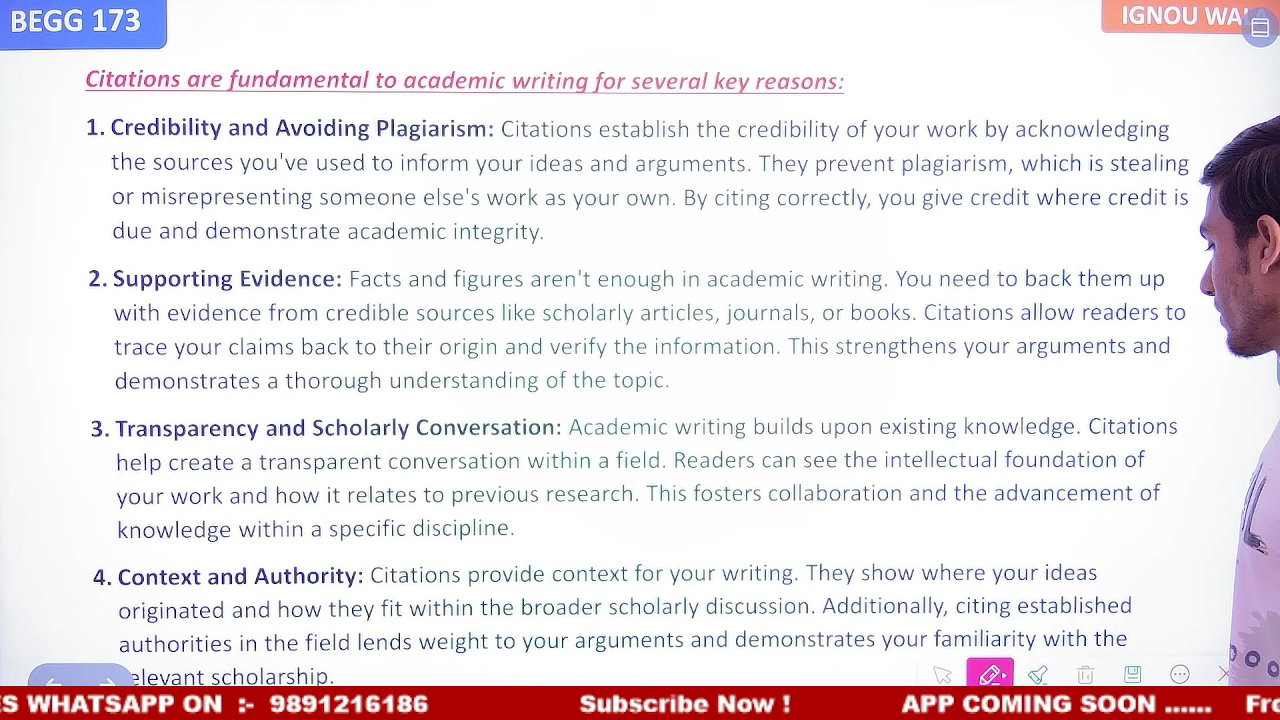 BEGG 173
IGNOU
Citations are fundamental to academic writing for several key reasons:
1. Credibility and Avoiding Plagiarism: Citations establish the credibility of your work by acknowledging
the sources you've used to inform your ideas and arguments. They prevent plagiarism, which is stealing
or misrepresenting someone else's work as your own. By citing correctly, you give credit where credit is
due and demonstrate academic integrity.
2. Supporting Evidence: Facts and figures aren't enough in academic writing. You need to back them up
with evidence from credible sources like scholarly articles, journals, or books. Citations allow readers to
trace your claims back to their origin and verify the information. This strengthens your arguments and
demonstrates a thorough understanding of the topic.
3. Transparency and Scholarly Conversation: Academic writing builds upon existing knowledge. Citations
help create a transparent conversation within a field. Readers can see the intellectual foundation of
your work and how it relates to previous research. This fosters collaboration and the advancement of
knowledge within a specific discipline.
4. Context and Authority: Citations provide context for your writing. They show where your ideas
originated and how they fit within the broader scholarly discussion. Additionally, citing established
authorities in the field lends weight to your arguments and demonstrates your familiarity with the
relevant scholarship.
WHATSAPP ON :- 9891216186 Subscribe Now ! APP COMING SOON ......